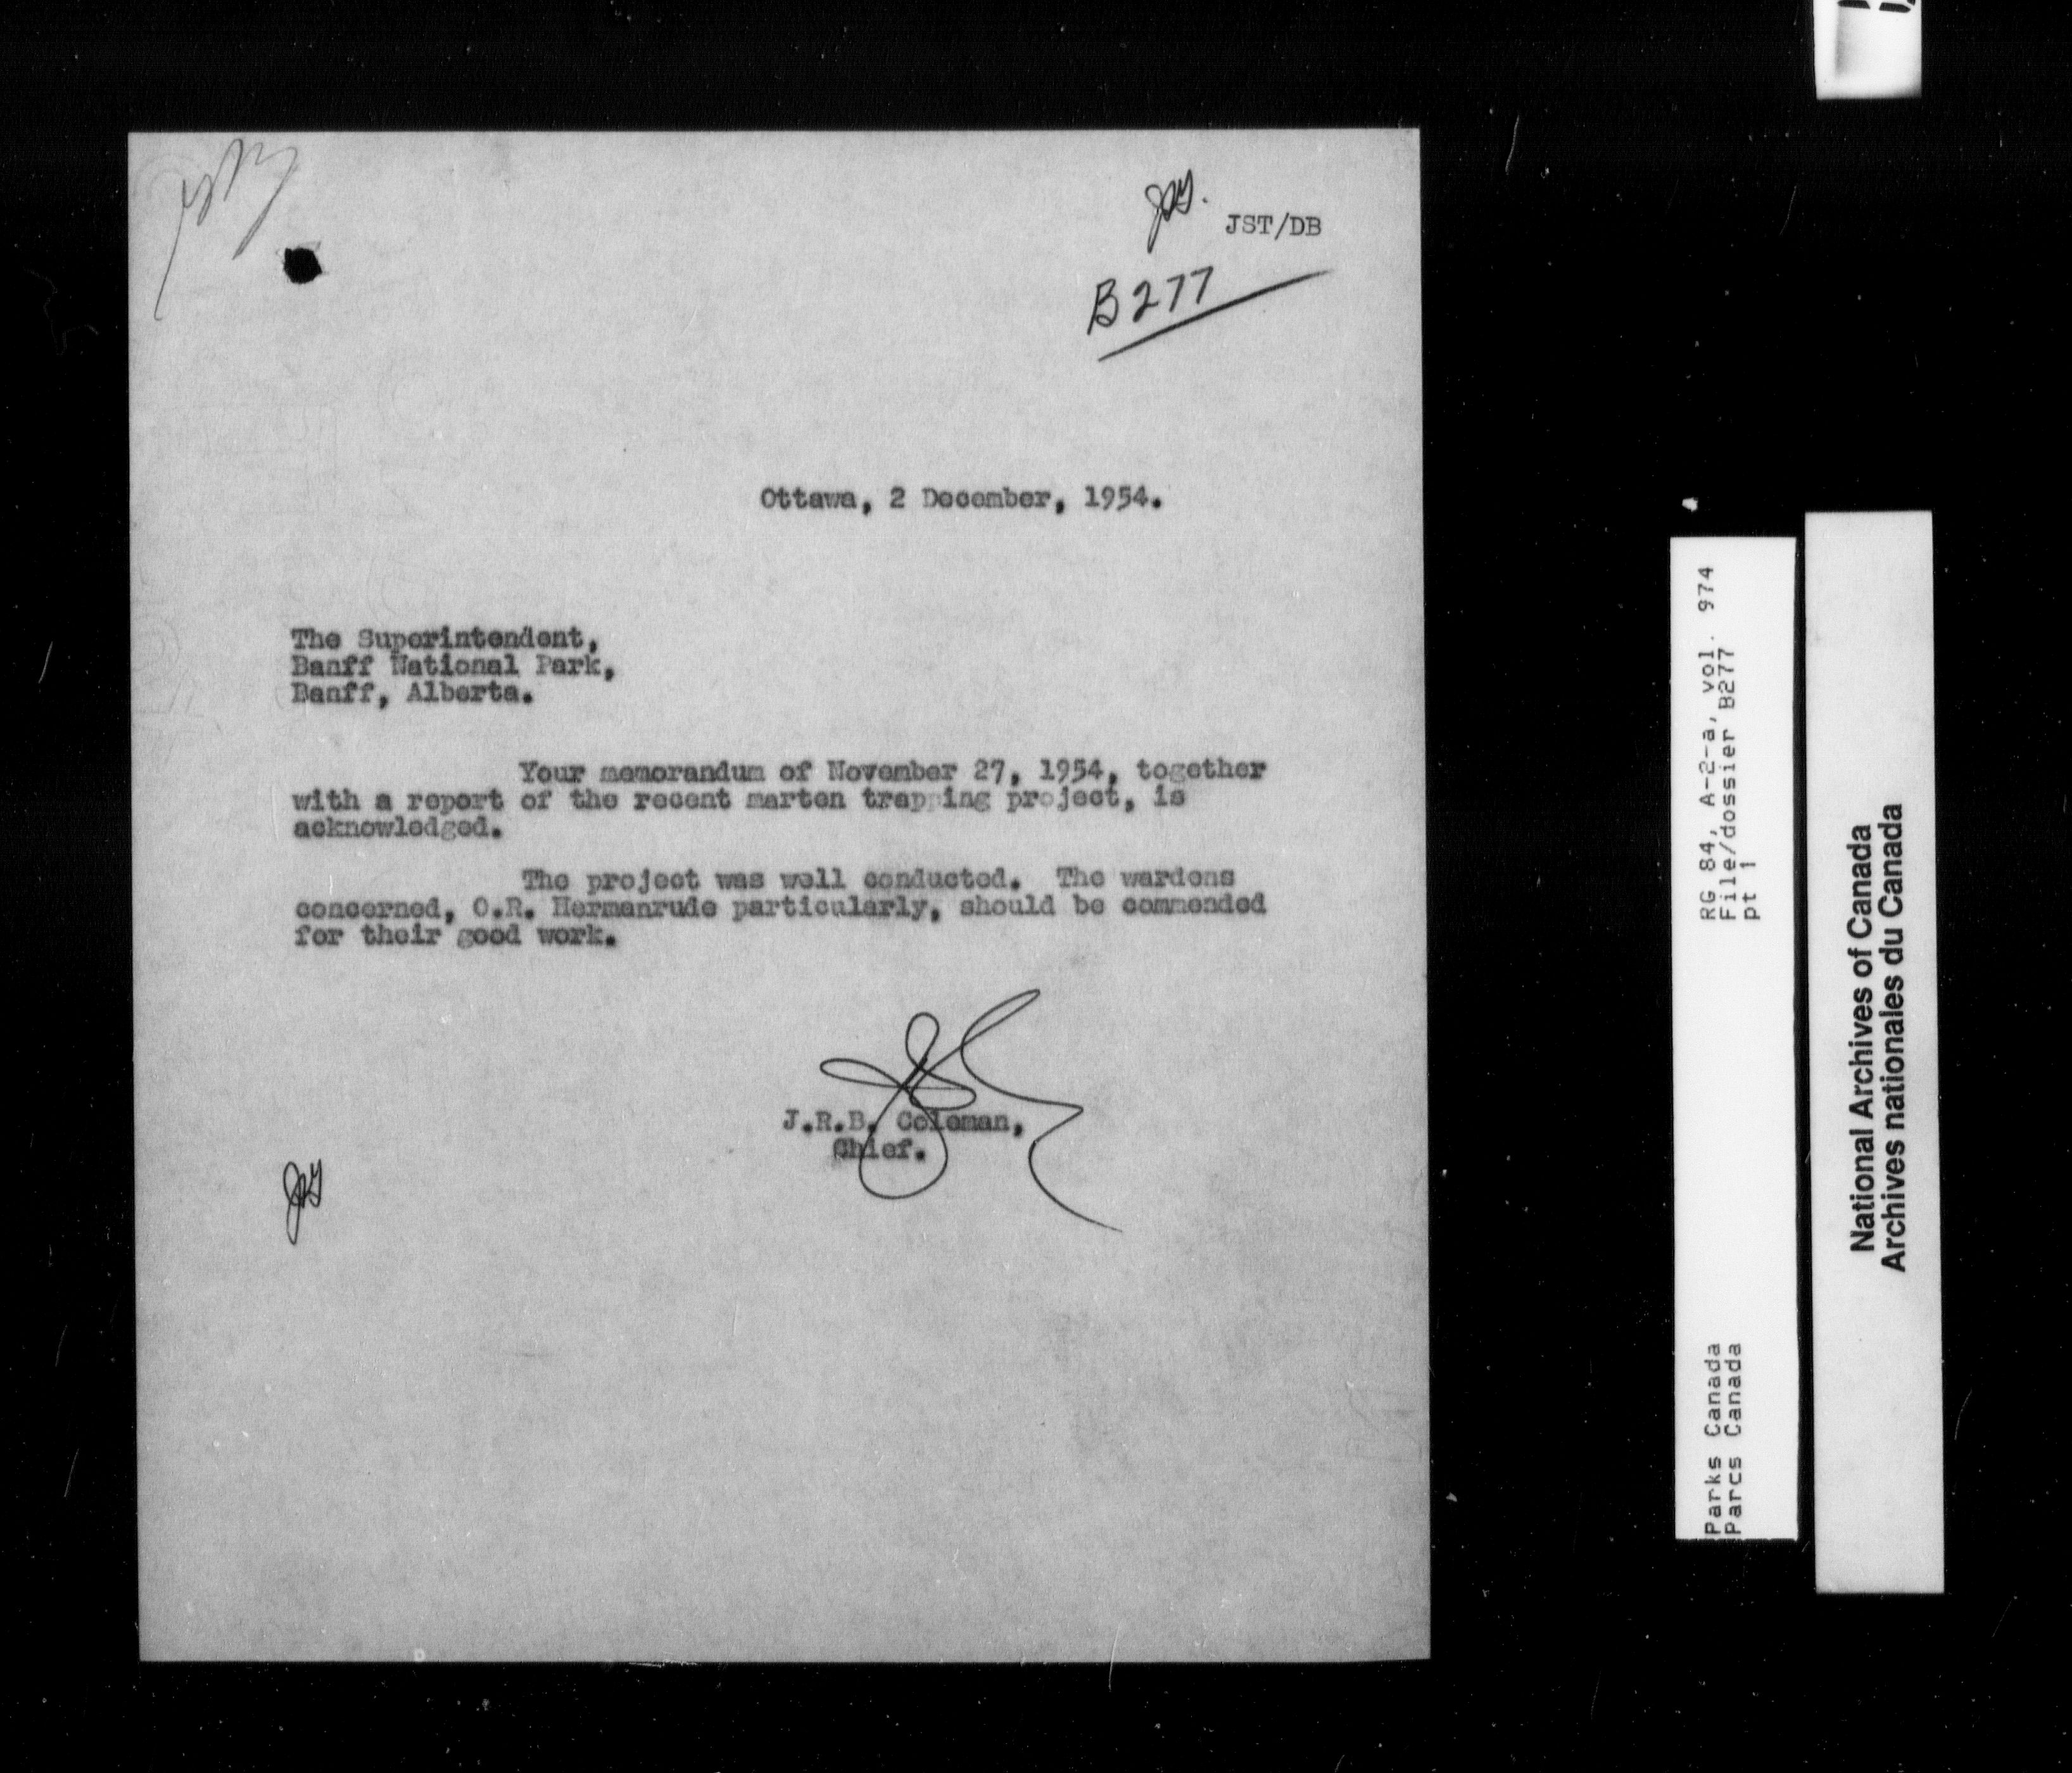 JST/DB
B277
Ottawa, 2 December, 1954.
The Superintendent,
Banff National Park,
Banff, Alberta.
Your memorandum of November 27, 1954, together
with a report of the recent marten trapping project, is
acknowledged.
The project was well conducted. The wardens
concerned, O.R. Hermanrude particularly, should be commended
for their good work.
J.R.B. Coleman,
Chief.
RG 84, A-2-a, vol. 974
File/dossier B277
pt 1
Parks Canada
Parcs Canada
National Archives of Canada
Archives nationales du Canada